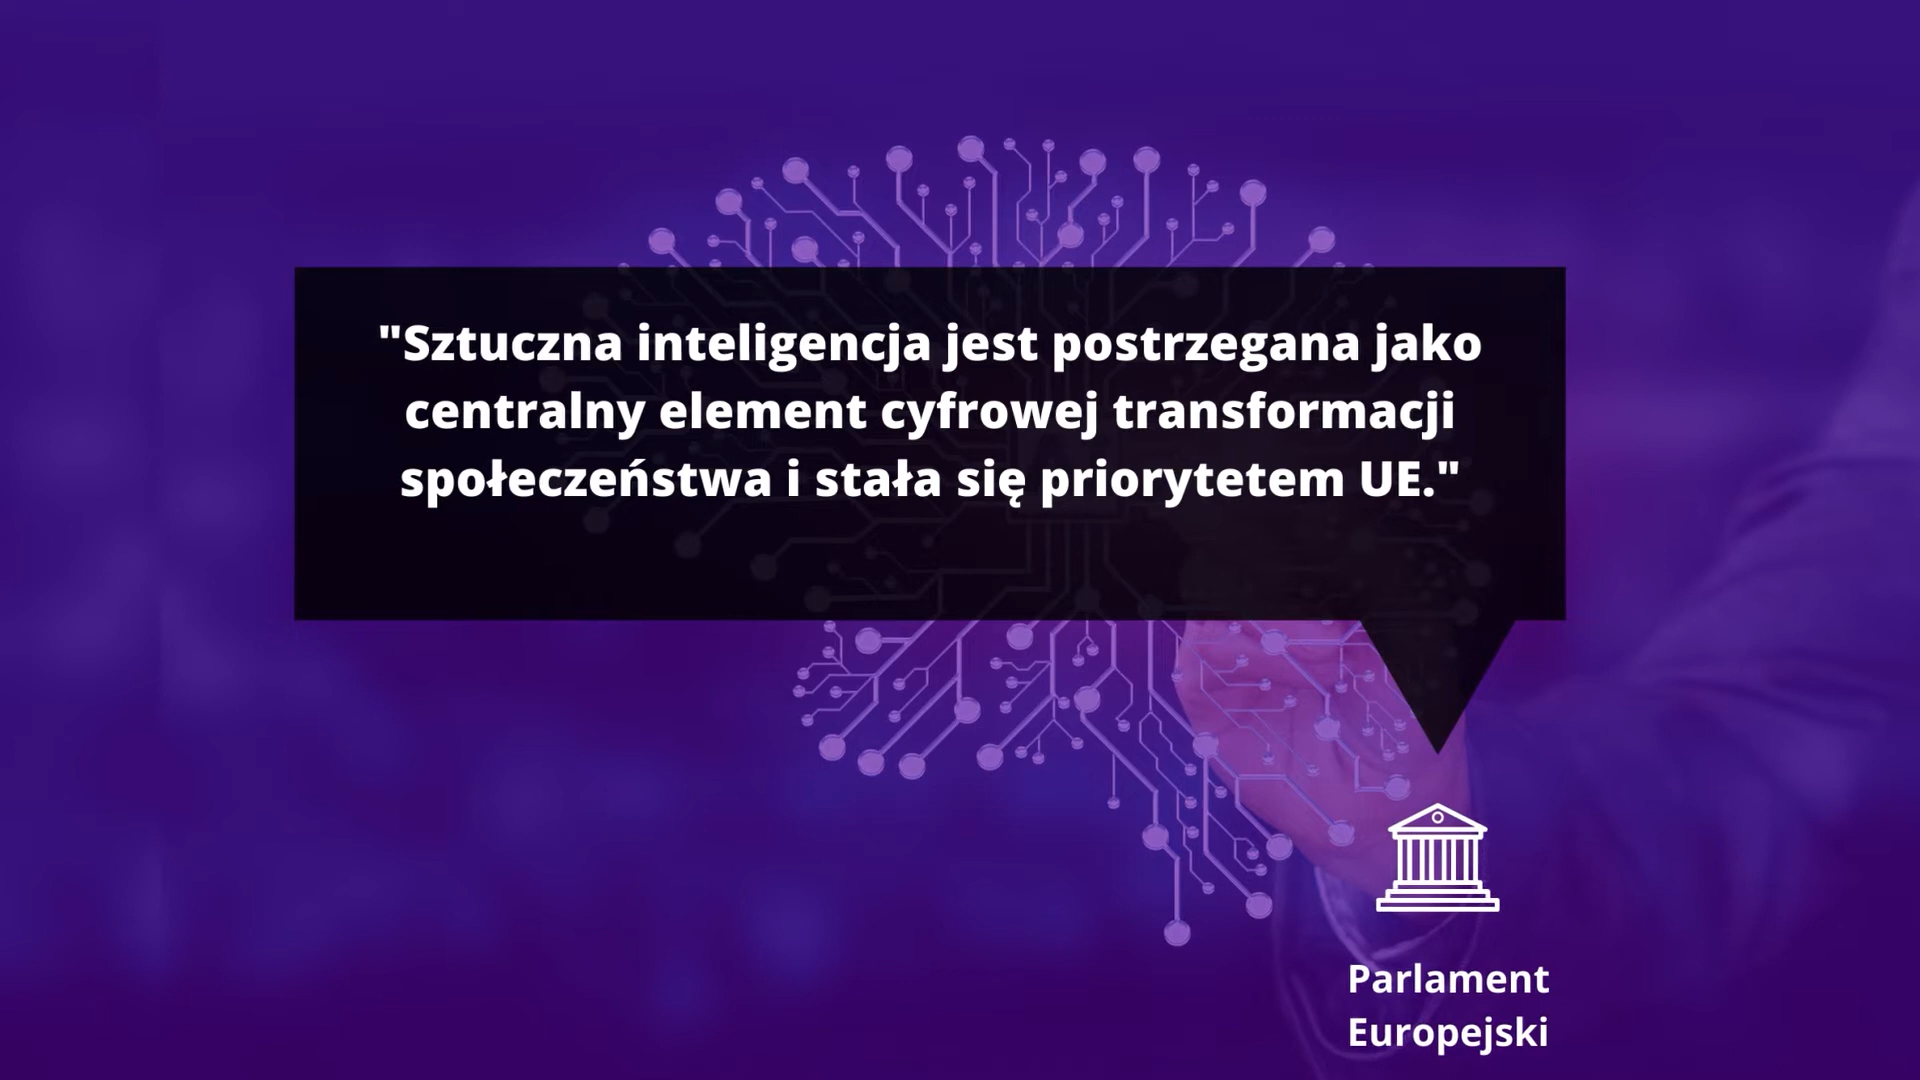 "Sztuczna inteligencja jest postrzegana jako
centralny element cyfrowej transformacji
społeczeństwa i stała się priorytetem UE."
Parlament
Europejski